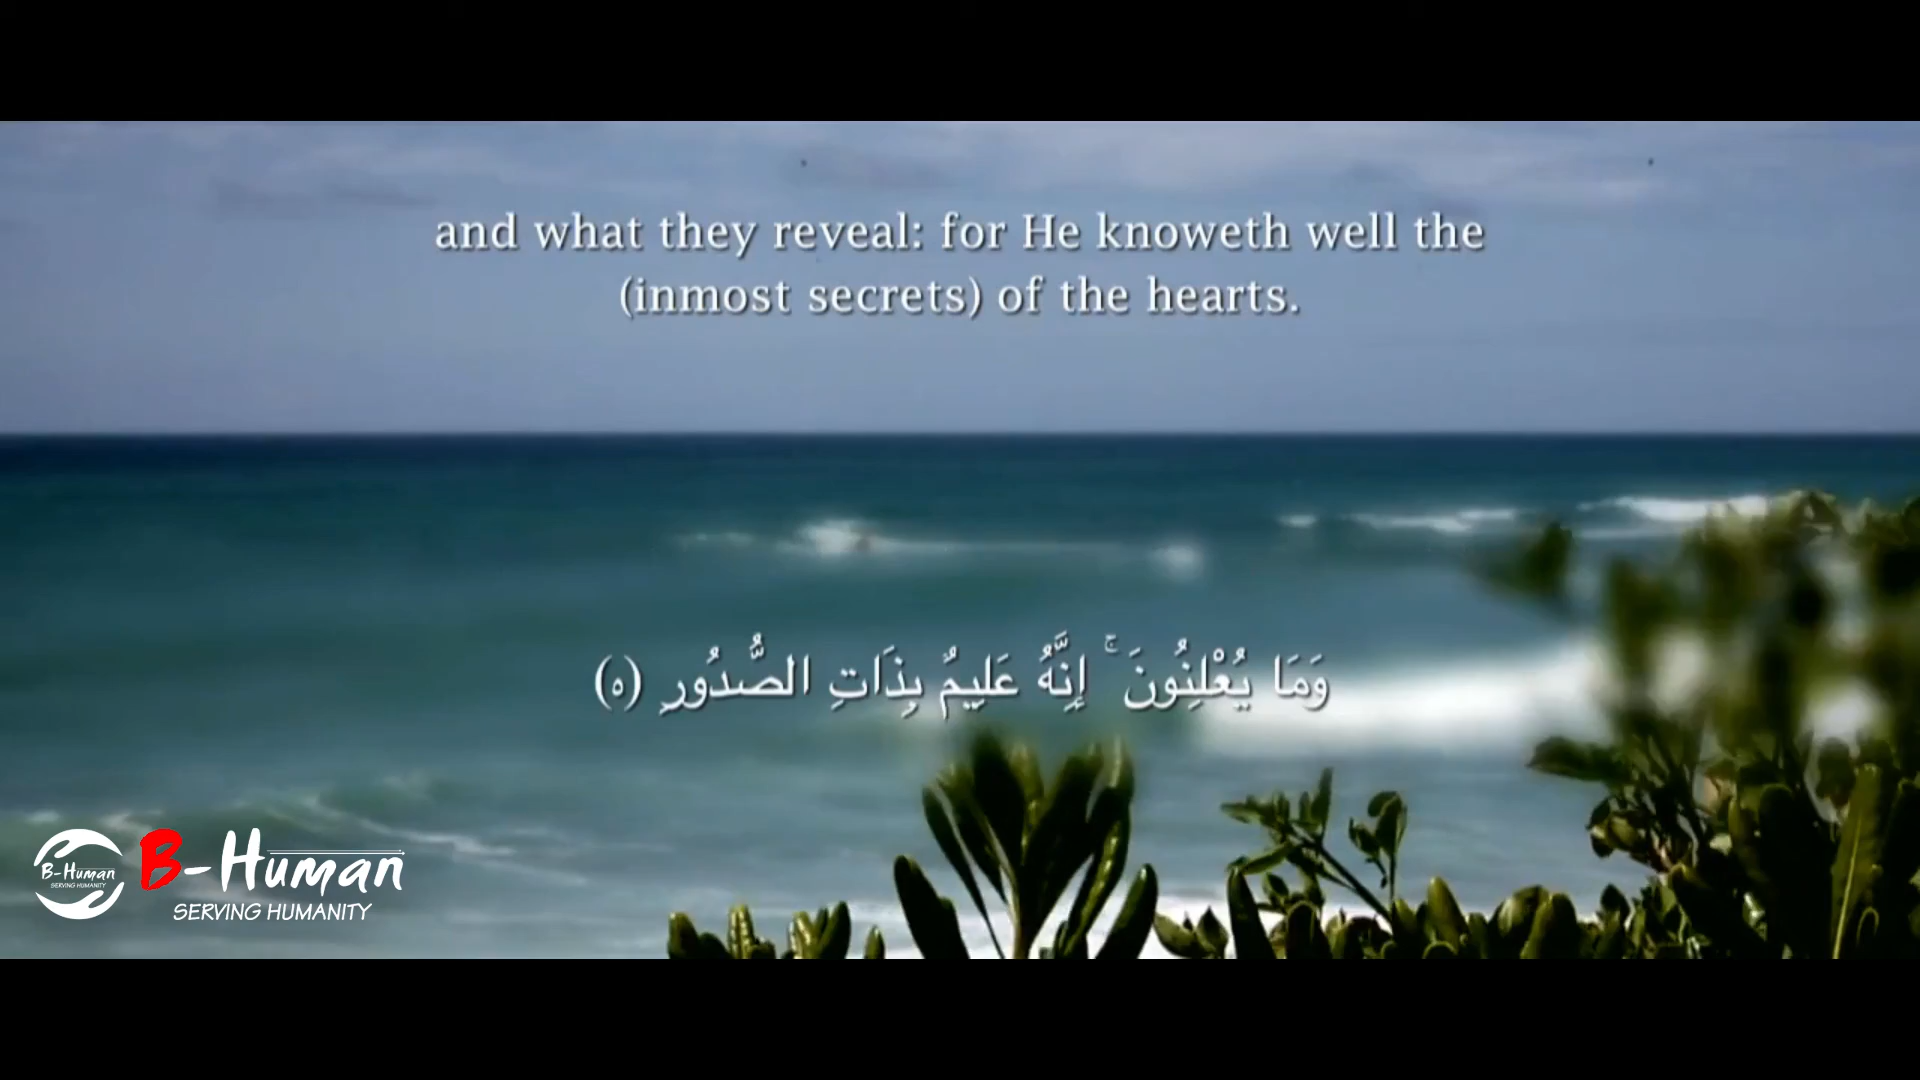 and what they reveal: for He knoweth well the
(inmost secrets) of the hearts.
وَمَا يُعْلِنُونَ ۚ إِنَّهُ عَلِيمٌ بِذَاتِ الصُّدُورِ (٥)
B-Human
SERVING HUMANITY
B-Human
SERVING HUMANITY